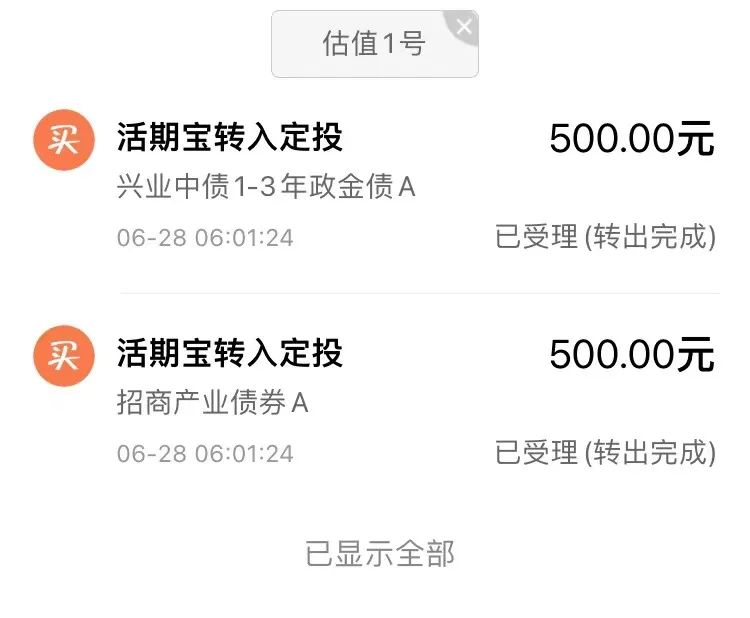 估值1号
买 活期宝转入定投 500.00元
兴业中债1-3年政金债A
06-28 06:01:24 已受理(转出完成)
买 活期宝转入定投 500.00元
招商产业债券A
06-28 06:01:24 已受理(转出完成)
已显示全部